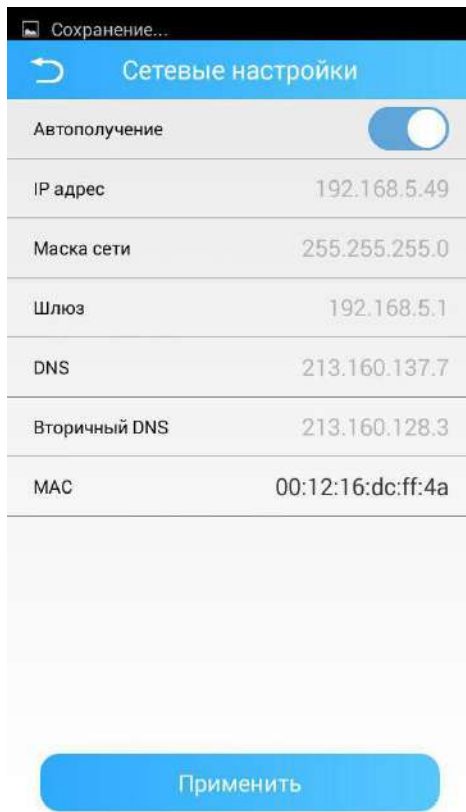 Сохранение...
Сетевые настройки
Автополучение
IP адрес 192.168.5.49
Маска сети 255.255.255.0
Шлюз 192.168.5.1
DNS 213.160.137.7
Вторичный DNS 213.160.128.3
MAC 00:12:16:dc:ff:4a
Применить